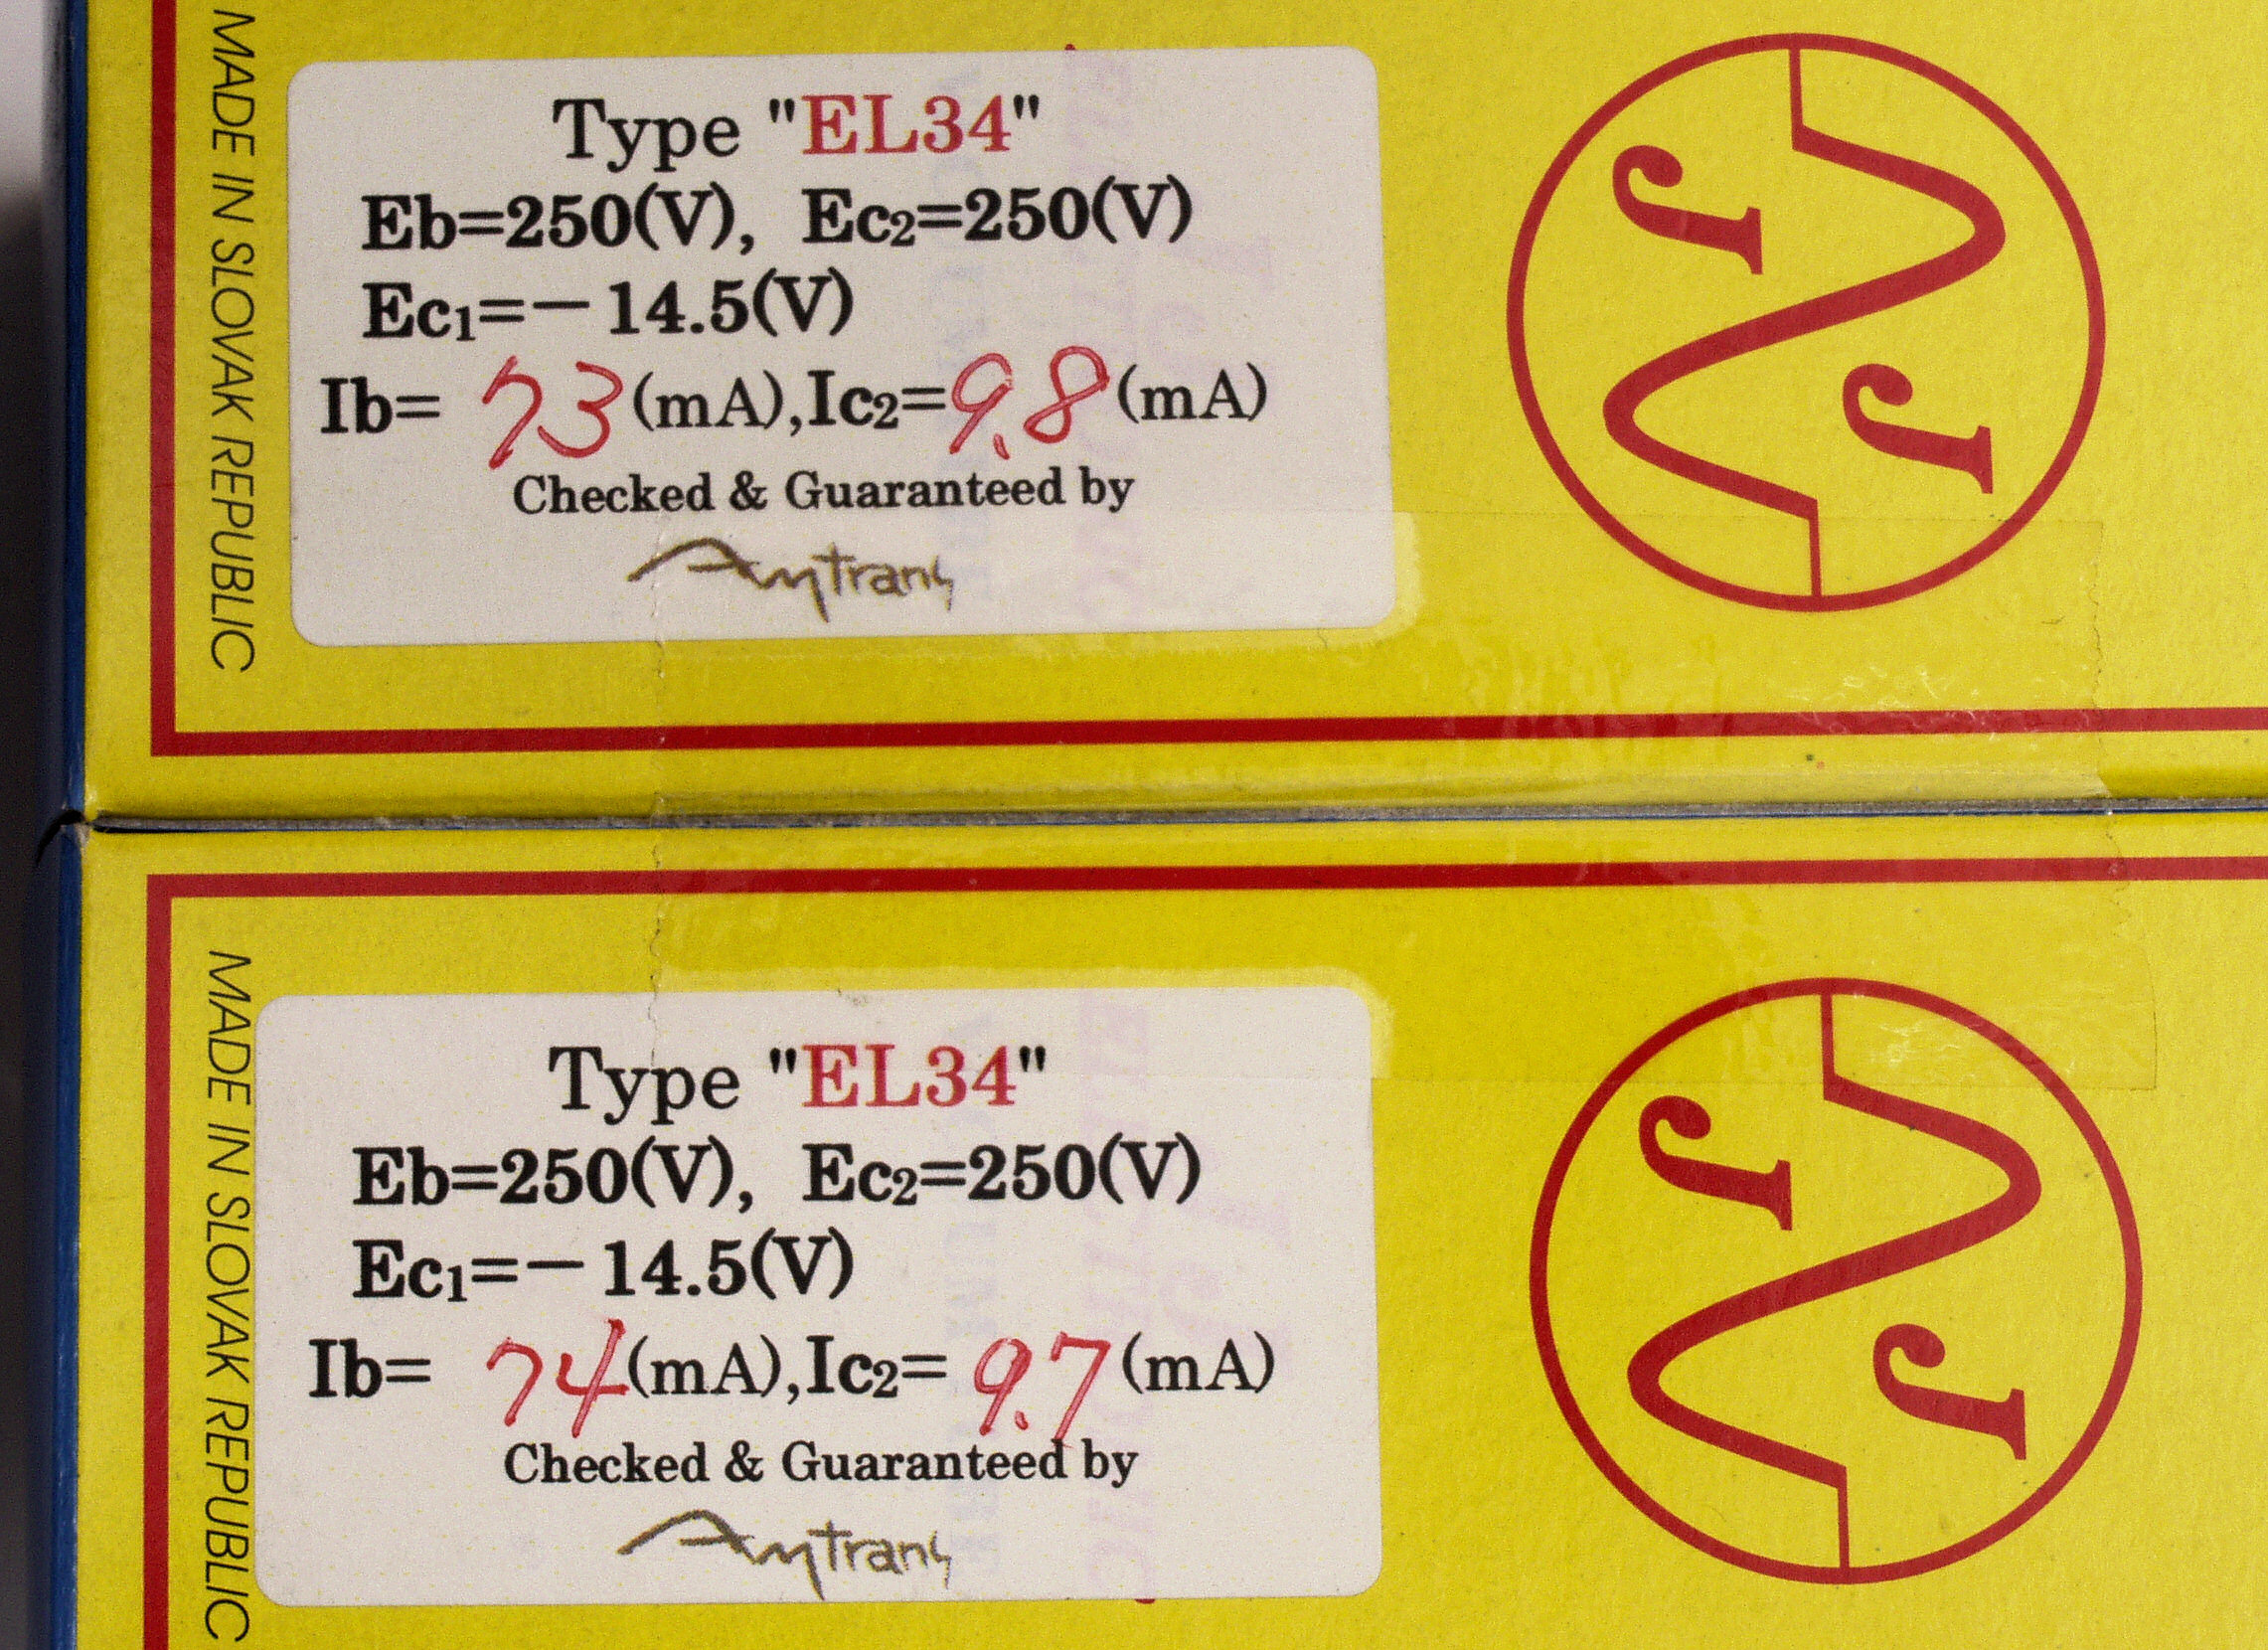 MADE IN SLOVAK REPUBLIC
Type "EL34"
Eb=250(V), Ec2=250(V)
Ec1=－14.5(V)
Ib= 73(mA),Ic2=9.8(mA)
Checked & Guaranteed by
Amtrans
JJ
MADE IN SLOVAK REPUBLIC
Type "EL34"
Eb=250(V), Ec2=250(V)
Ec1=－14.5(V)
Ib= 74(mA),Ic2= 9.7(mA)
Checked & Guaranteed by
Amtrans
JJ